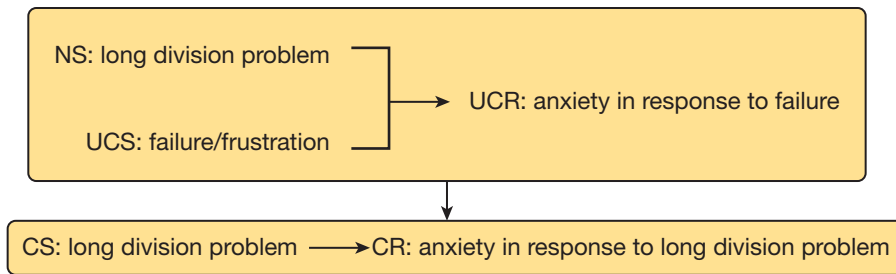 NS: long division problem
UCR: anxiety in response to failure
UCS: failure/frustration
CS: long division problem
CR: anxiety in response to long division problem